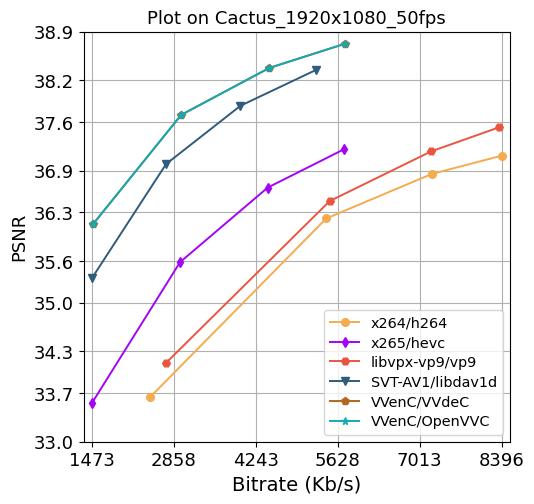 Plot on Cactus_1920x1080_50fps
38.9
38.2
37.6
36.9
36.3
35.6
35.0
34.3
33.7
33.0
PSNR
x264/h264
x265/hevc
libvpx-vp9/vp9
SVT-AV1/libdav1d
VVenC/VVdeC
VVenC/OpenVVC
1473 2858 4243 5628 7013 8396
Bitrate (Kb/s)